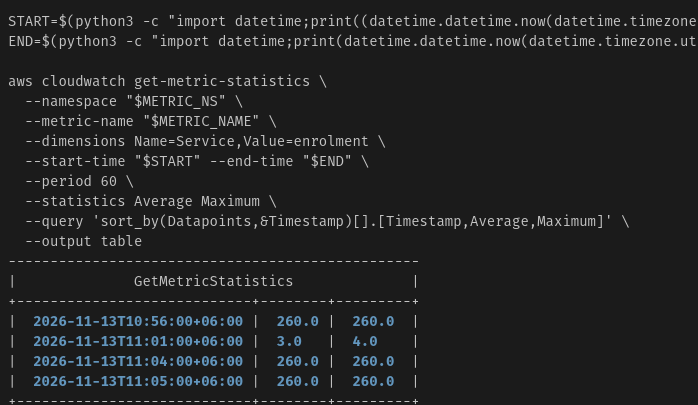 START=$(python3 -c "import datetime;print((datetime.datetime.now(datetime.timezone
END=$(python3 -c "import datetime;print(datetime.datetime.now(datetime.timezone.ut
aws cloudwatch get-metric-statistics \
  --namespace "$METRIC_NS" \
  --metric-name "$METRIC_NAME" \
  --dimensions Name=Service,Value=enrolment \
  --start-time "$START" --end-time "$END" \
  --period 60 \
  --statistics Average Maximum \
  --query 'sort_by(Datapoints,&Timestamp)[].[Timestamp,Average,Maximum]' \
  --output table
-------------------------------------------------
|              GetMetricStatistics              |
+----------------------------+--------+---------+
|  2026-11-13T10:56:00+06:00 |  260.0 |  260.0  |
|  2026-11-13T11:01:00+06:00 |  3.0   |  4.0    |
|  2026-11-13T11:04:00+06:00 |  260.0 |  260.0  |
|  2026-11-13T11:05:00+06:00 |  260.0 |  260.0  |
+----------------------------+--------+---------+